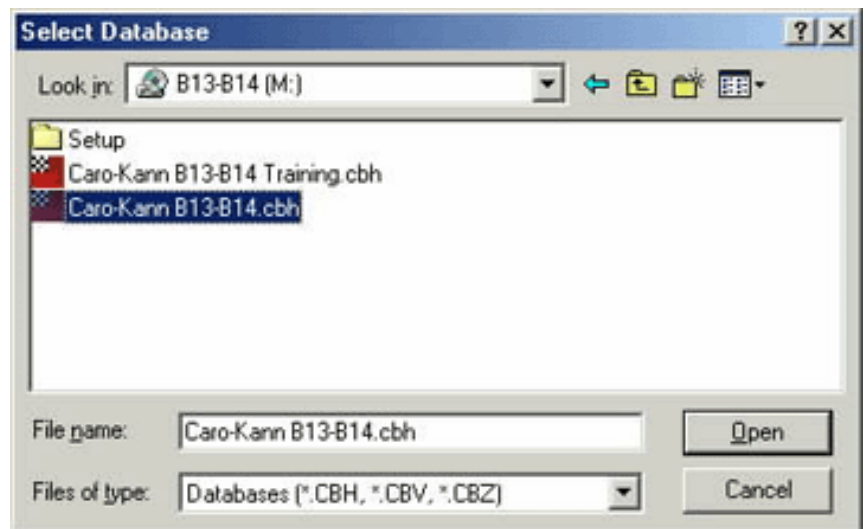 Select Database
Look in: B13-B14 (M:)
Setup
Caro-Kann B13-B14 Training.cbh
Caro-Kann B13-B14.cbh
File name: Caro-Kann B13-B14.cbh Open
Files of type: Databases (*.CBH, *.CBV, *.CBZ) Cancel